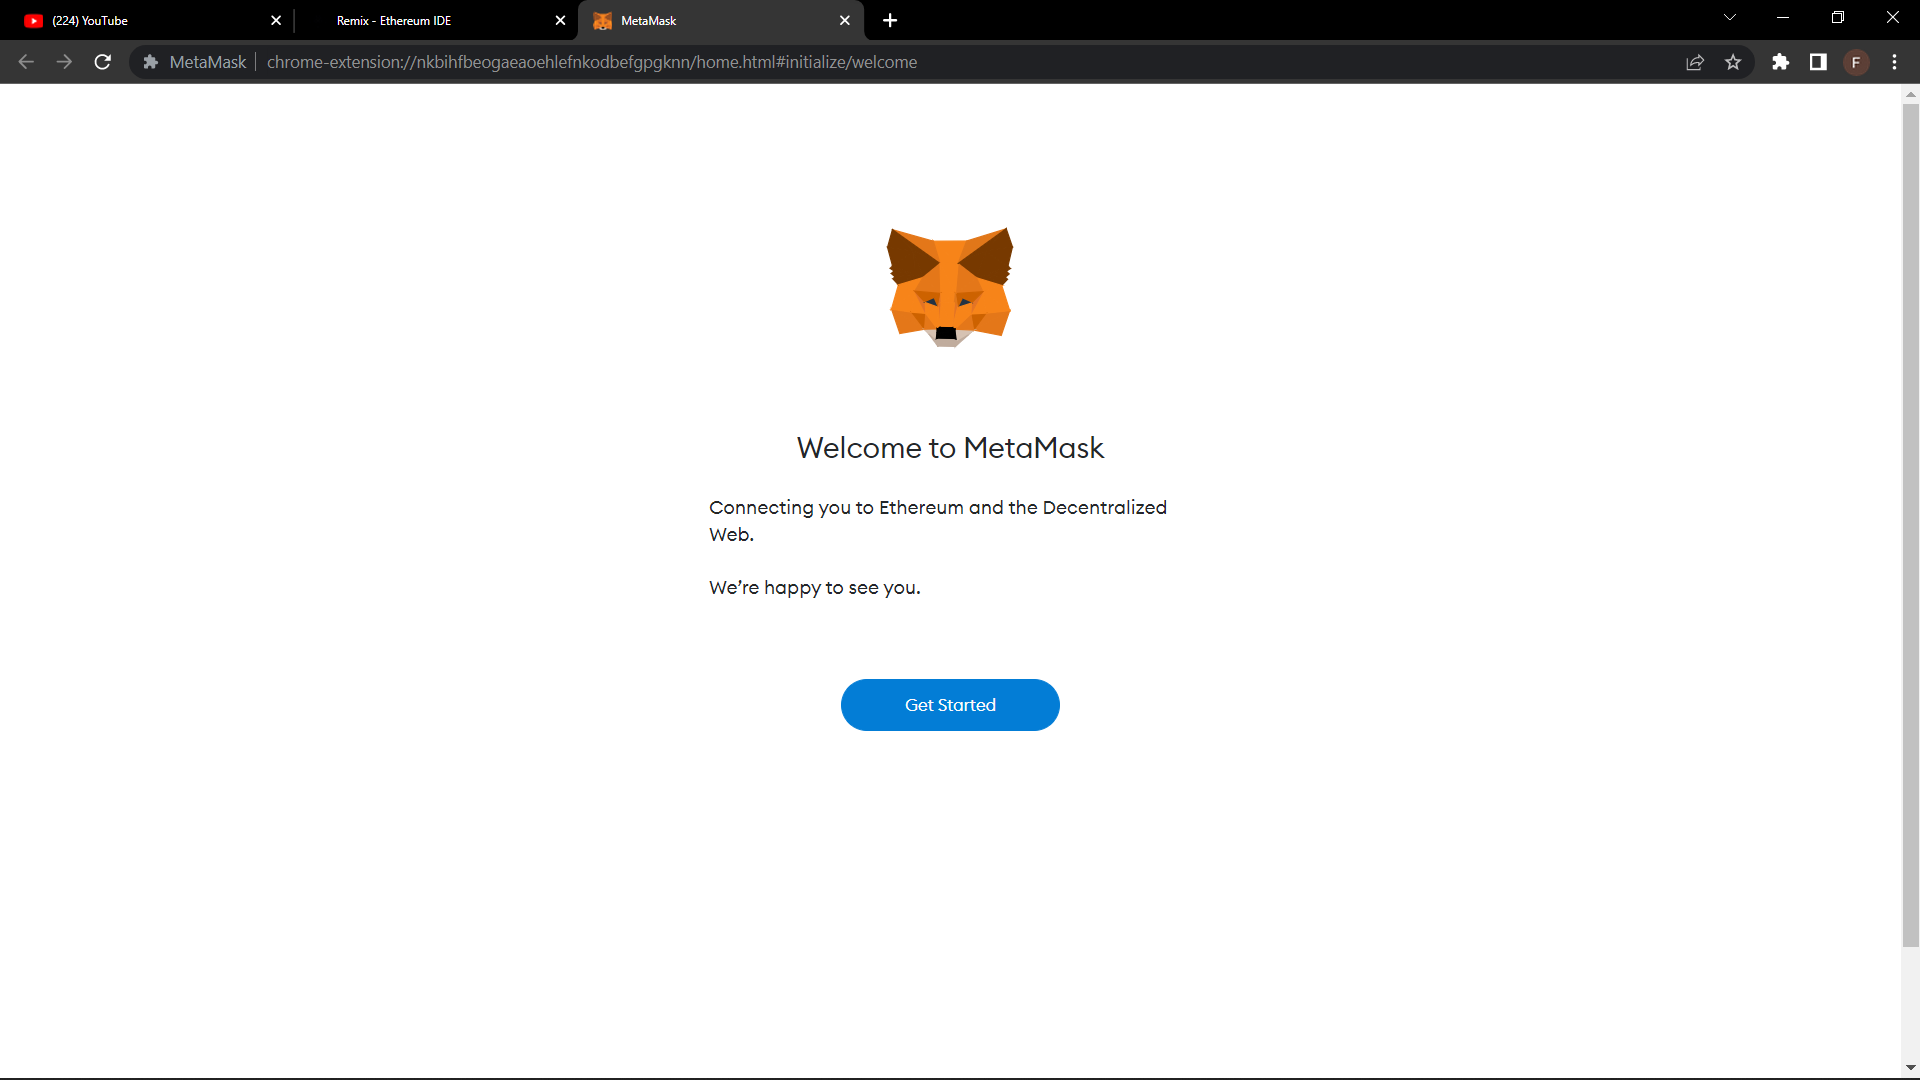 (224) YouTube
Remix - Ethereum IDE
MetaMask
MetaMask chrome-extension://nkbihfbeogaeaoehlefnkodbefgpgknn/home.html#initialize/welcome
F
Welcome to MetaMask
Connecting you to Ethereum and the Decentralized
Web.
We’re happy to see you.
Get Started